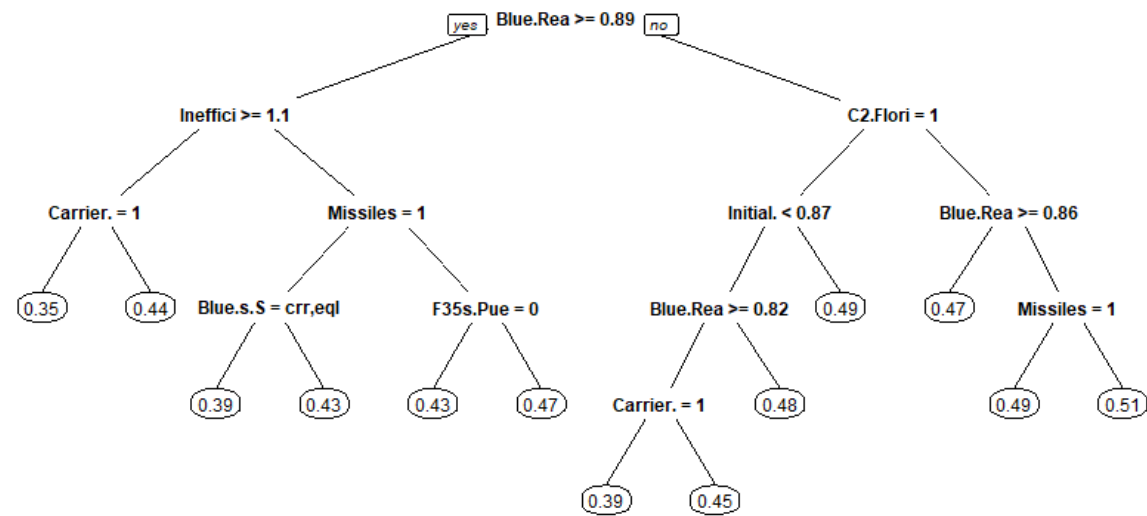 yes Blue.Rea >= 0.89 no
Ineffici >= 1.1 C2.Flori = 1
Carrier. = 1 Missiles = 1 Initial. < 0.87 Blue.Rea >= 0.86
0.35 0.44 Blue.s.S = crr,eql F35s.Pue = 0 Blue.Rea >= 0.82 0.49 0.47 Missiles = 1
0.39 0.43 0.43 0.47 Carrier. = 1 0.48 0.49 0.51
0.39 0.45